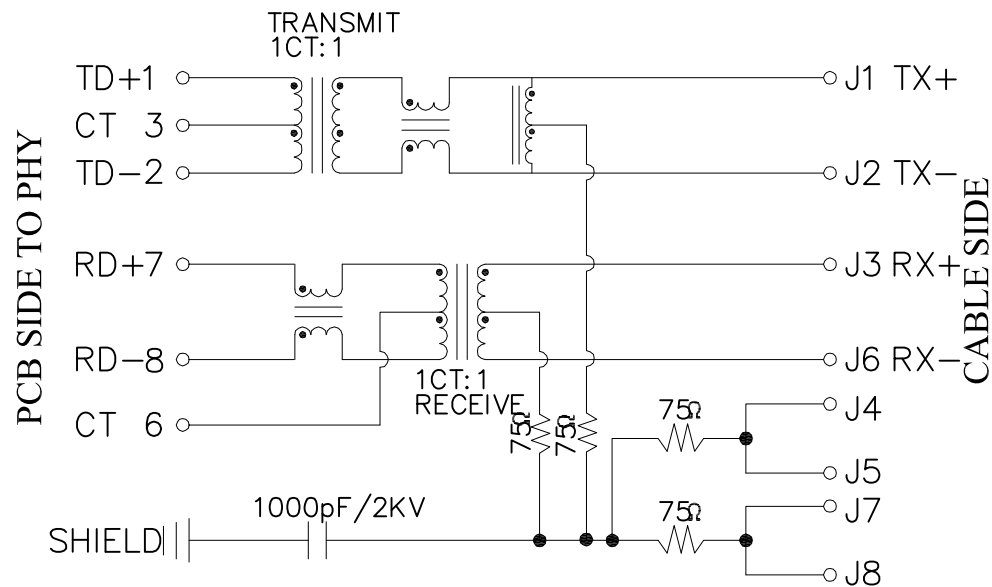 TRANSMIT
1CT:1
TD+1
J1 TX+
CT 3
TD-2
J2 TX-
PCB SIDE TO PHY
CABLE SIDE
RD+7
J3 RX+
RD-8
J6 RX-
1CT:1
RECEIVE
CT 6
75Ω
75Ω
75Ω
J4
J5
1000pF/2KV
75Ω
J7
SHIELD
J8